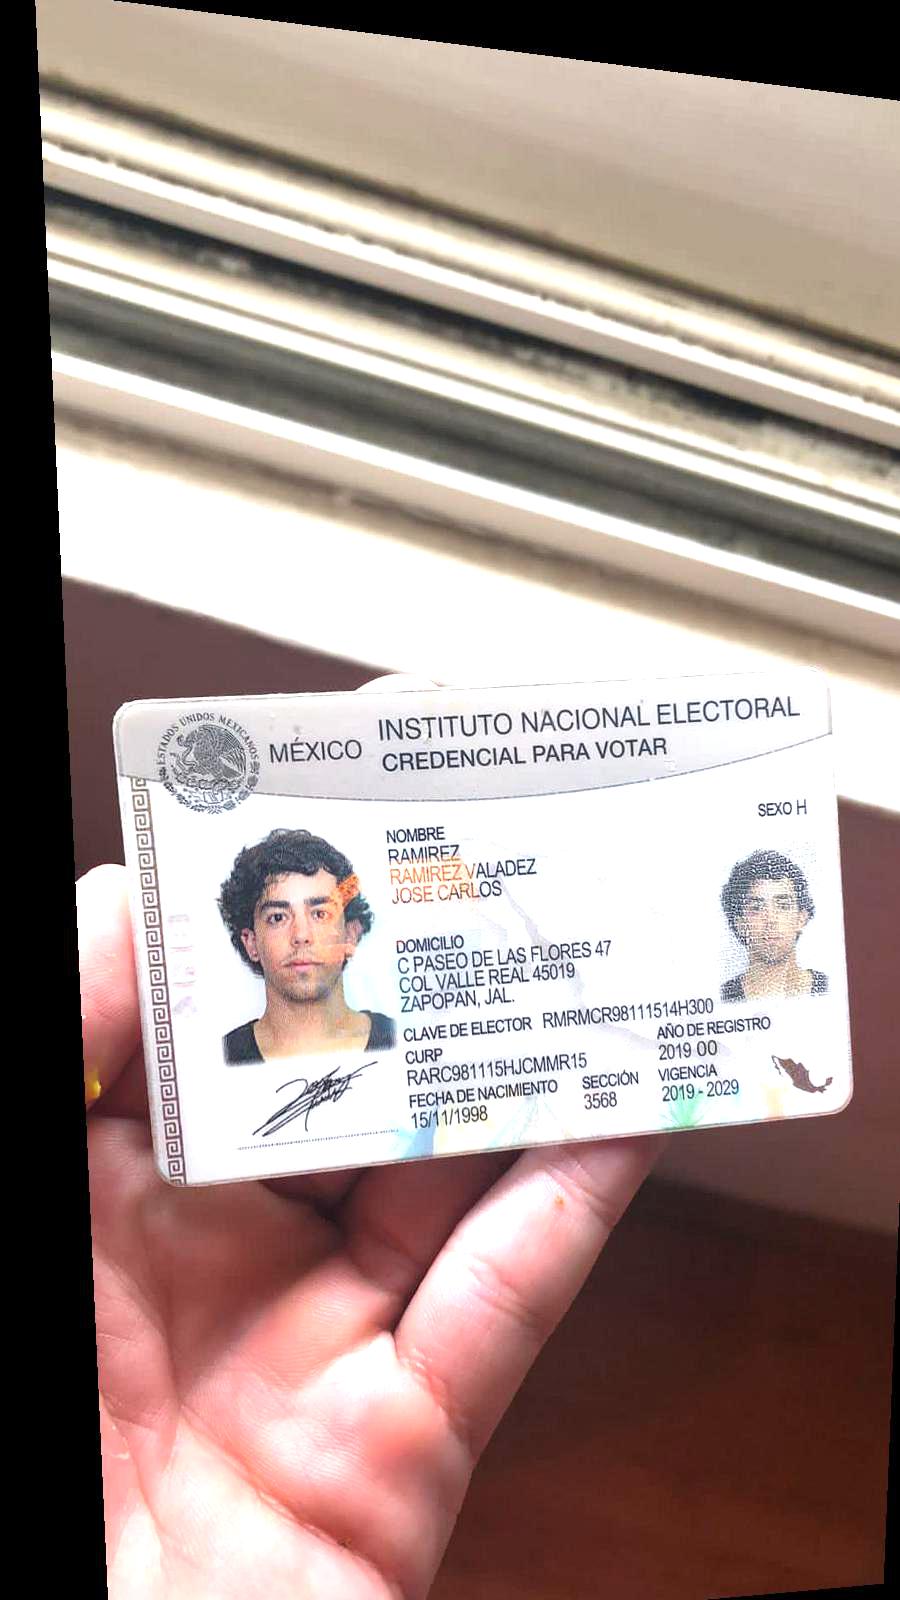 ESTADOS UNIDOS MEXICANOS
MÉXICO
INSTITUTO NACIONAL ELECTORAL
CREDENCIAL PARA VOTAR
SEXO H
NOMBRE
RAMIREZ
RAMIREZ VALADEZ
JOSE CARLOS
DOMICILIO
C PASEO DE LAS FLORES 47
COL VALLE REAL 45019
ZAPOPAN, JAL.
CLAVE DE ELECTOR RMRMCR98111514H300
CURP
RARC981115HJCMMR15
AÑO DE REGISTRO
2019 00
FECHA DE NACIMIENTO
15/11/1998
SECCIÓN
3568
VIGENCIA
2019 - 2029